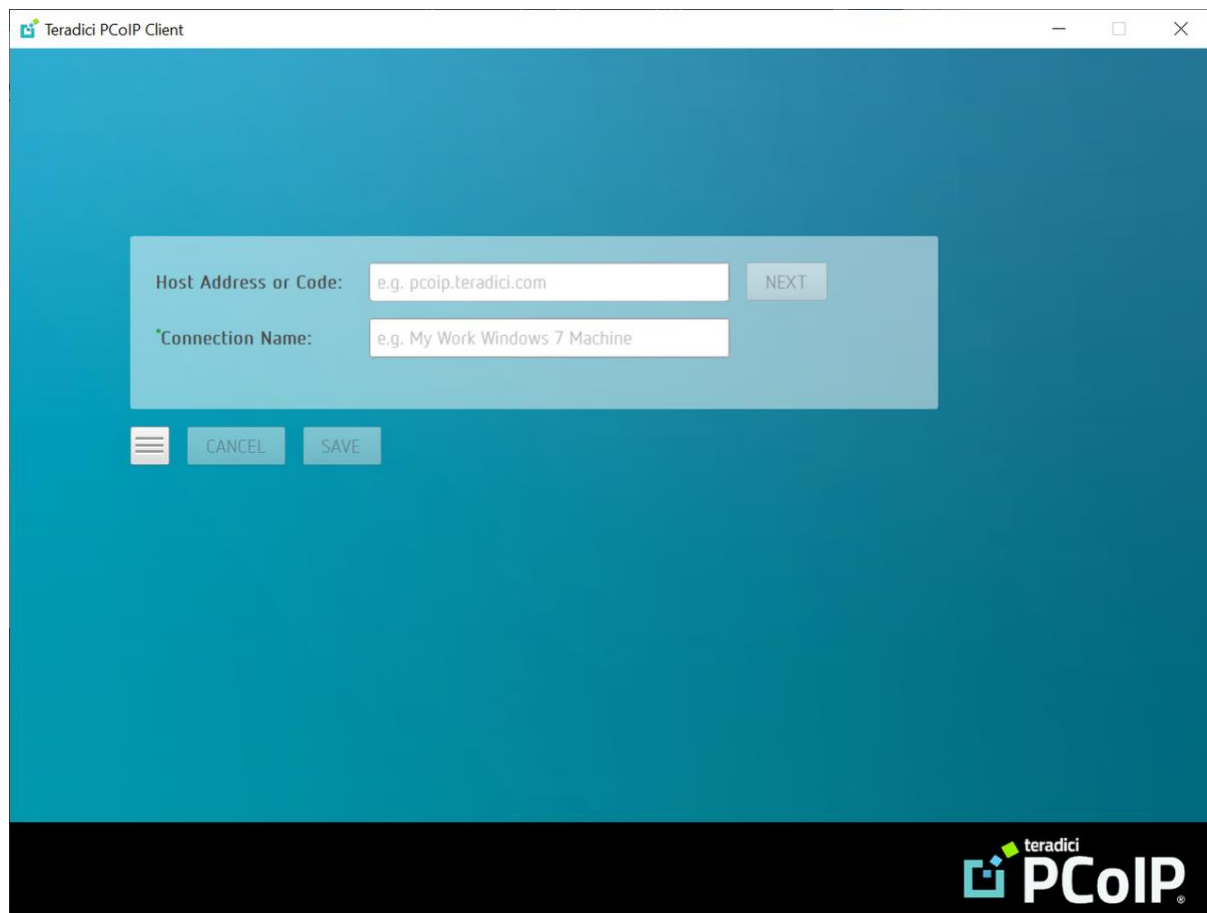 Teradici PCoIP Client
Host Address or Code: e.g. pcoip.teradici.com NEXT
*Connection Name: e.g. My Work Windows 7 Machine
CANCEL SAVE
teradici
PCoIP®